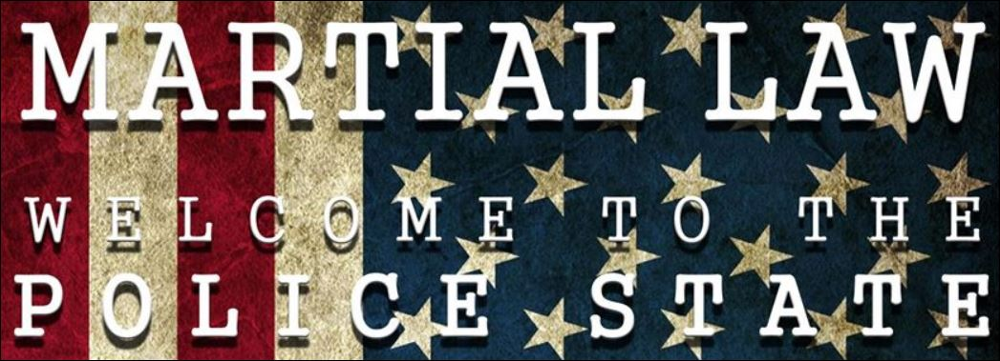 MARTIAL LAW
WELCOME TO THE
POLICE STATE